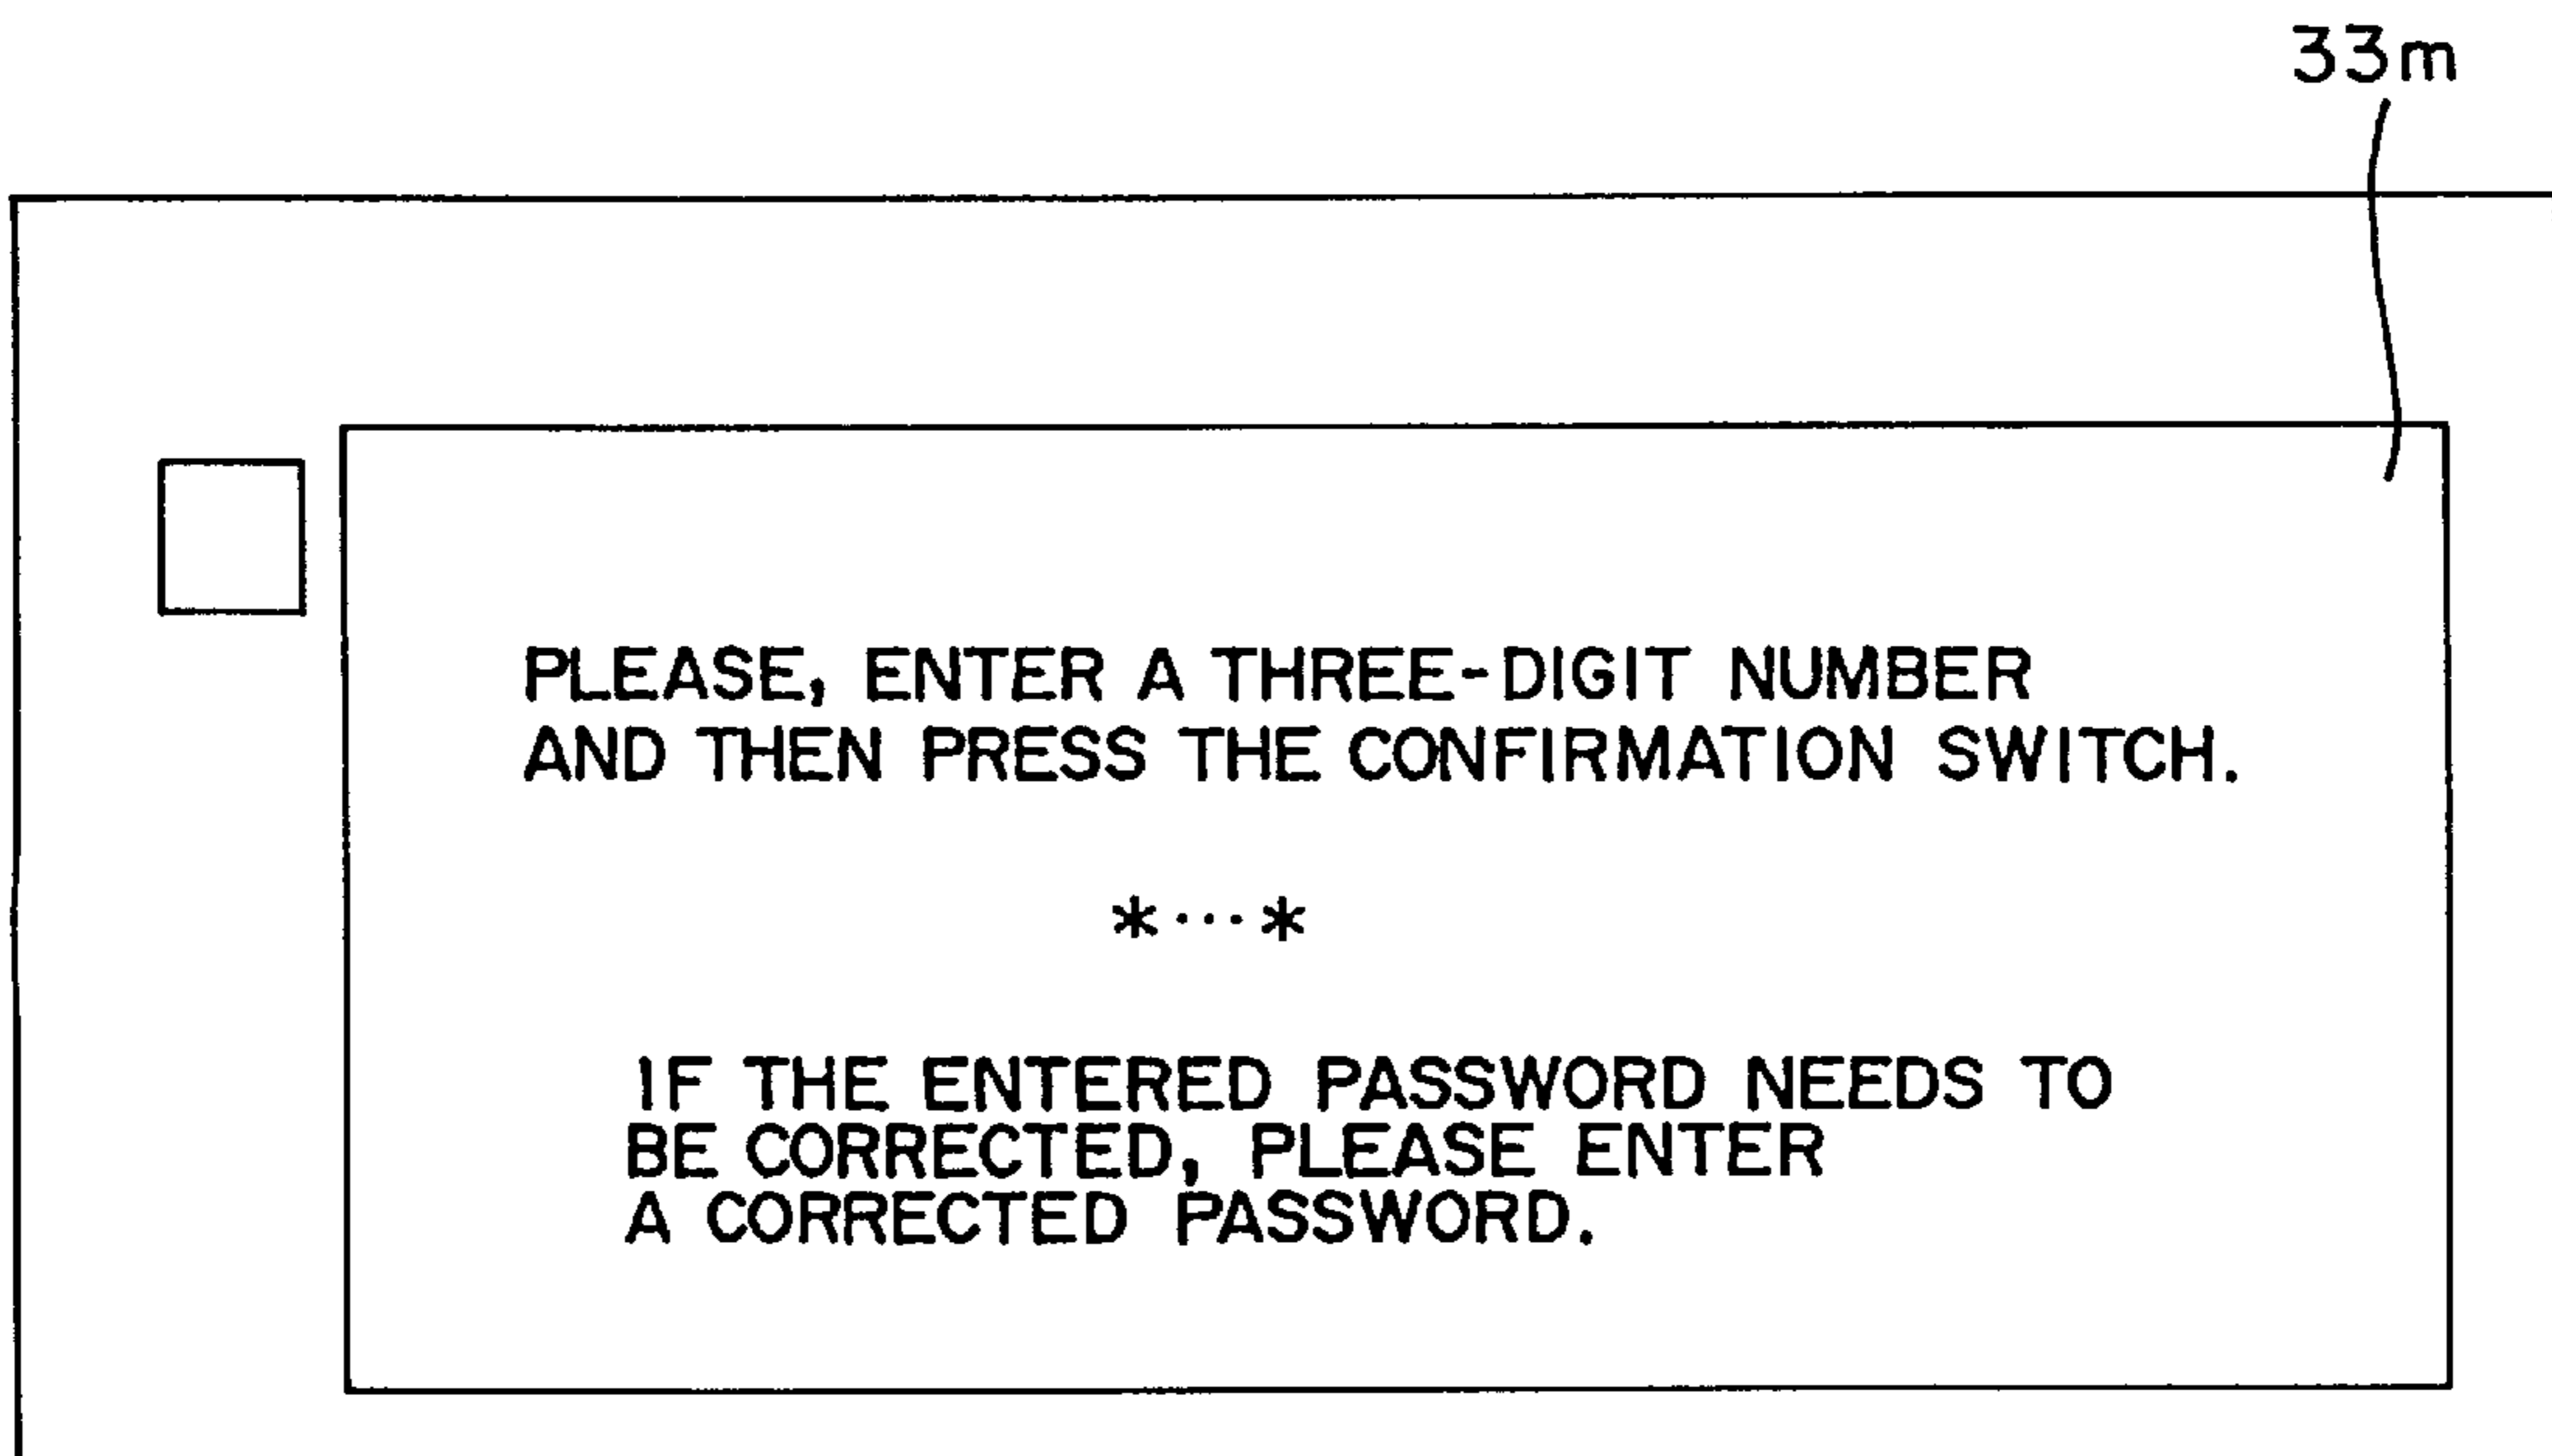 33m
PLEASE, ENTER A THREE-DIGIT NUMBER
AND THEN PRESS THE CONFIRMATION SWITCH.
*···*
IF THE ENTERED PASSWORD NEEDS TO
BE CORRECTED, PLEASE ENTER
A CORRECTED PASSWORD.